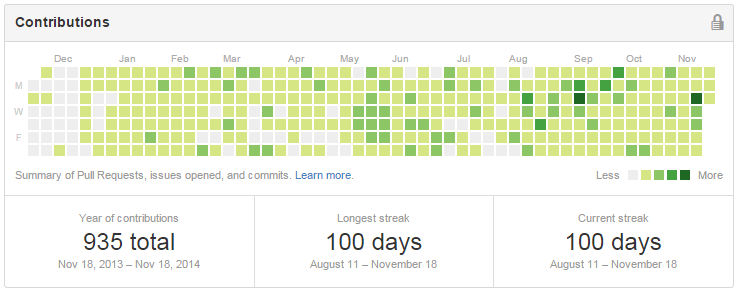 Contributions
Dec Jan Feb Mar Apr May Jun Jul Aug Sep Oct Nov
M
W
F
Summary of Pull Requests, issues opened, and commits. Learn more. Less More
Year of contributions Longest streak Current streak
935 total 100 days 100 days
Nov 18, 2013 – Nov 18, 2014 August 11 – November 18 August 11 – November 18